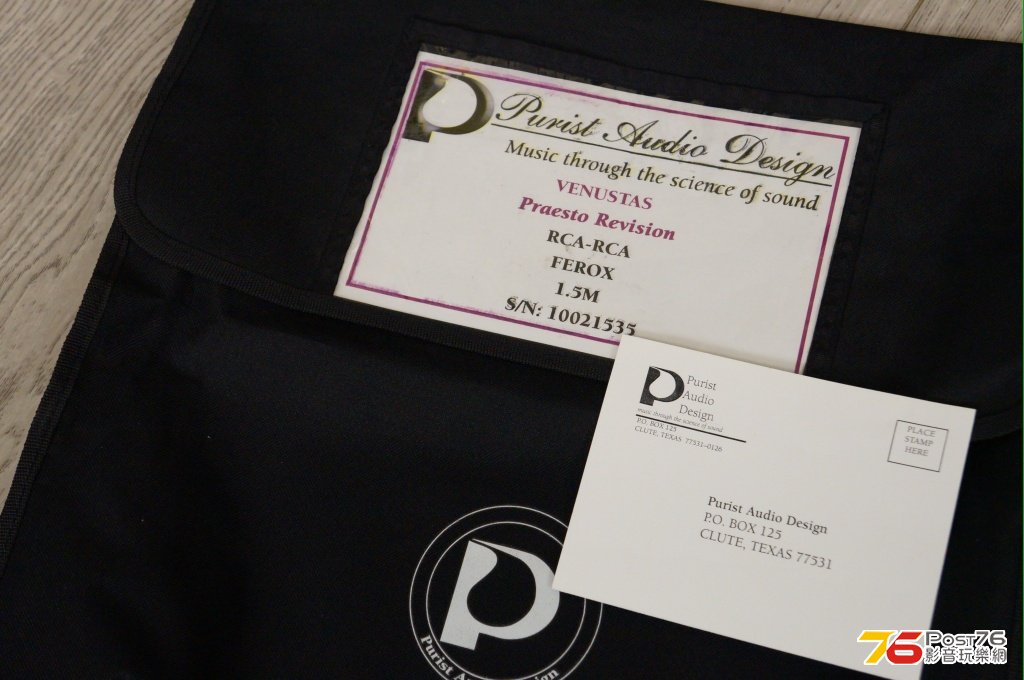 Purist Audio Design
Music through the science of sound
VENUSTAS
Praesto Revision
RCA-RCA
FEROX
1.5M
S/N: 10021535
Purist
Audio
Design
music through the science of sound
P.O. BOX 125
CLUTE, TEXAS 77531-0126
PLACE
STAMP
HERE
Purist Audio Design
P.O. BOX 125
CLUTE, TEXAS 77531
Purist
76 Post76
影音玩樂網